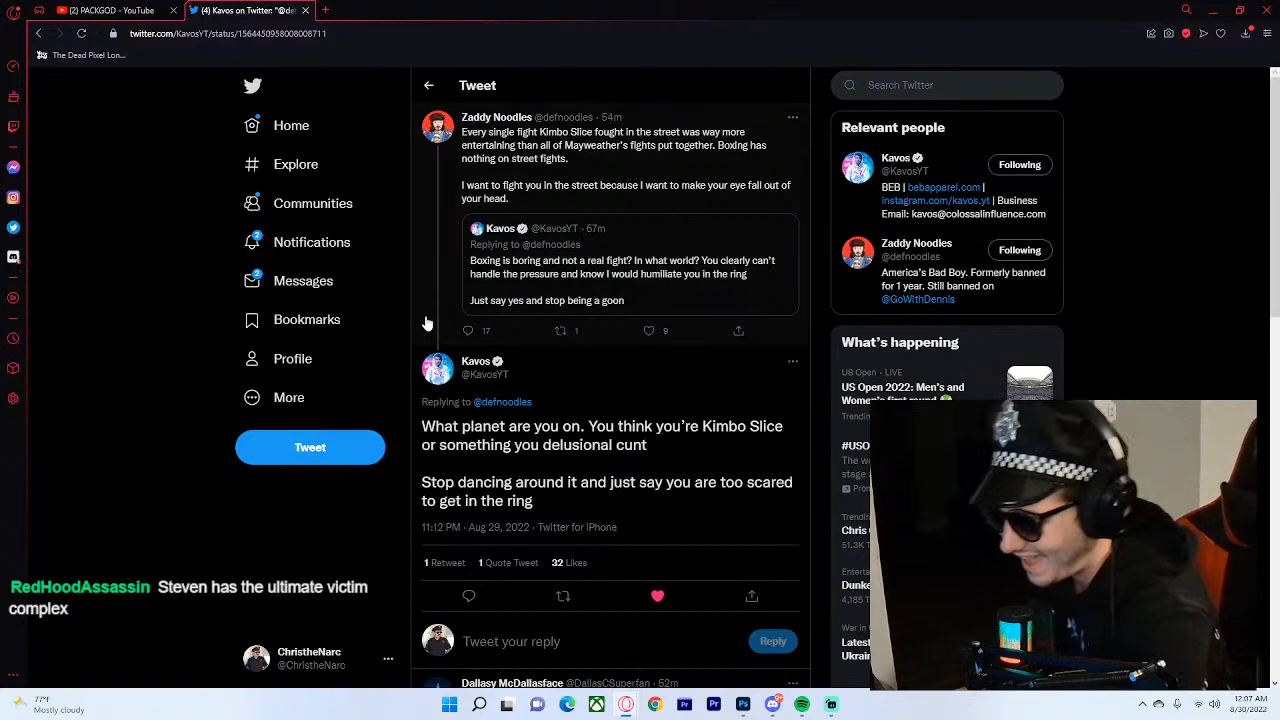 (2) PACKGOD - YouTube
(4) Kavos on Twitter: "@def
twitter.com/KavosYT/status/1564450958008008711
The Dead Pixel Lon...
Home
Explore
Communities
2
Notifications
2
Messages
Bookmarks
Profile
More
Tweet
ChristheNarc
@ChristheNarc
Tweet
Zaddy Noodles @defnoodles · 54m
Every single fight Kimbo Slice fought in the street was way more
entertaining than all of Mayweather's fights put together. Boxing has
nothing on street fights.
I want to fight you in the street because I want to make your eye fall out of
your head.
Kavos @KavosYT · 57m
Replying to @defnoodles
Boxing is boring and not a real fight? In what world? You clearly can't
handle the pressure and know I would humiliate you in the ring
Just say yes and stop being a goon
17 1 9
Kavos
@KavosYT
Replying to @defnoodles
What planet are you on. You think you're Kimbo Slice
or something you delusional cunt
Stop dancing around it and just say you are too scared
to get in the ring
11:12 PM · Aug 29, 2022 · Twitter for iPhone
1 Retweet 1 Quote Tweet 32 Likes
Tweet your reply
Reply
Dallasy McDallasface @DallasCSuperfan · 52m
Search Twitter
Relevant people
Kavos
@KavosYT
Following
BEB | bebapparel.com |
instagram.com/kavos.yt | Business
Email: kavos@colossalinfluence.com
Zaddy Noodles
@defnoodles
Following
America's Bad Boy. Formerly banned
for 1 year. Still banned on
@GoWithDennis
What's happening
US Open · LIVE
US Open 2022: Men's and
Women's first round
Trending
#USO
The we
stage
Pron
Trending
Chris
51.3K
Trending
Dunke
4,185
War in
Latest
Ukrain
RedHoodAssassin Steven has the ultimate victim
complex
77°F
Mostly cloudy
12:07 AM
8/30/2022